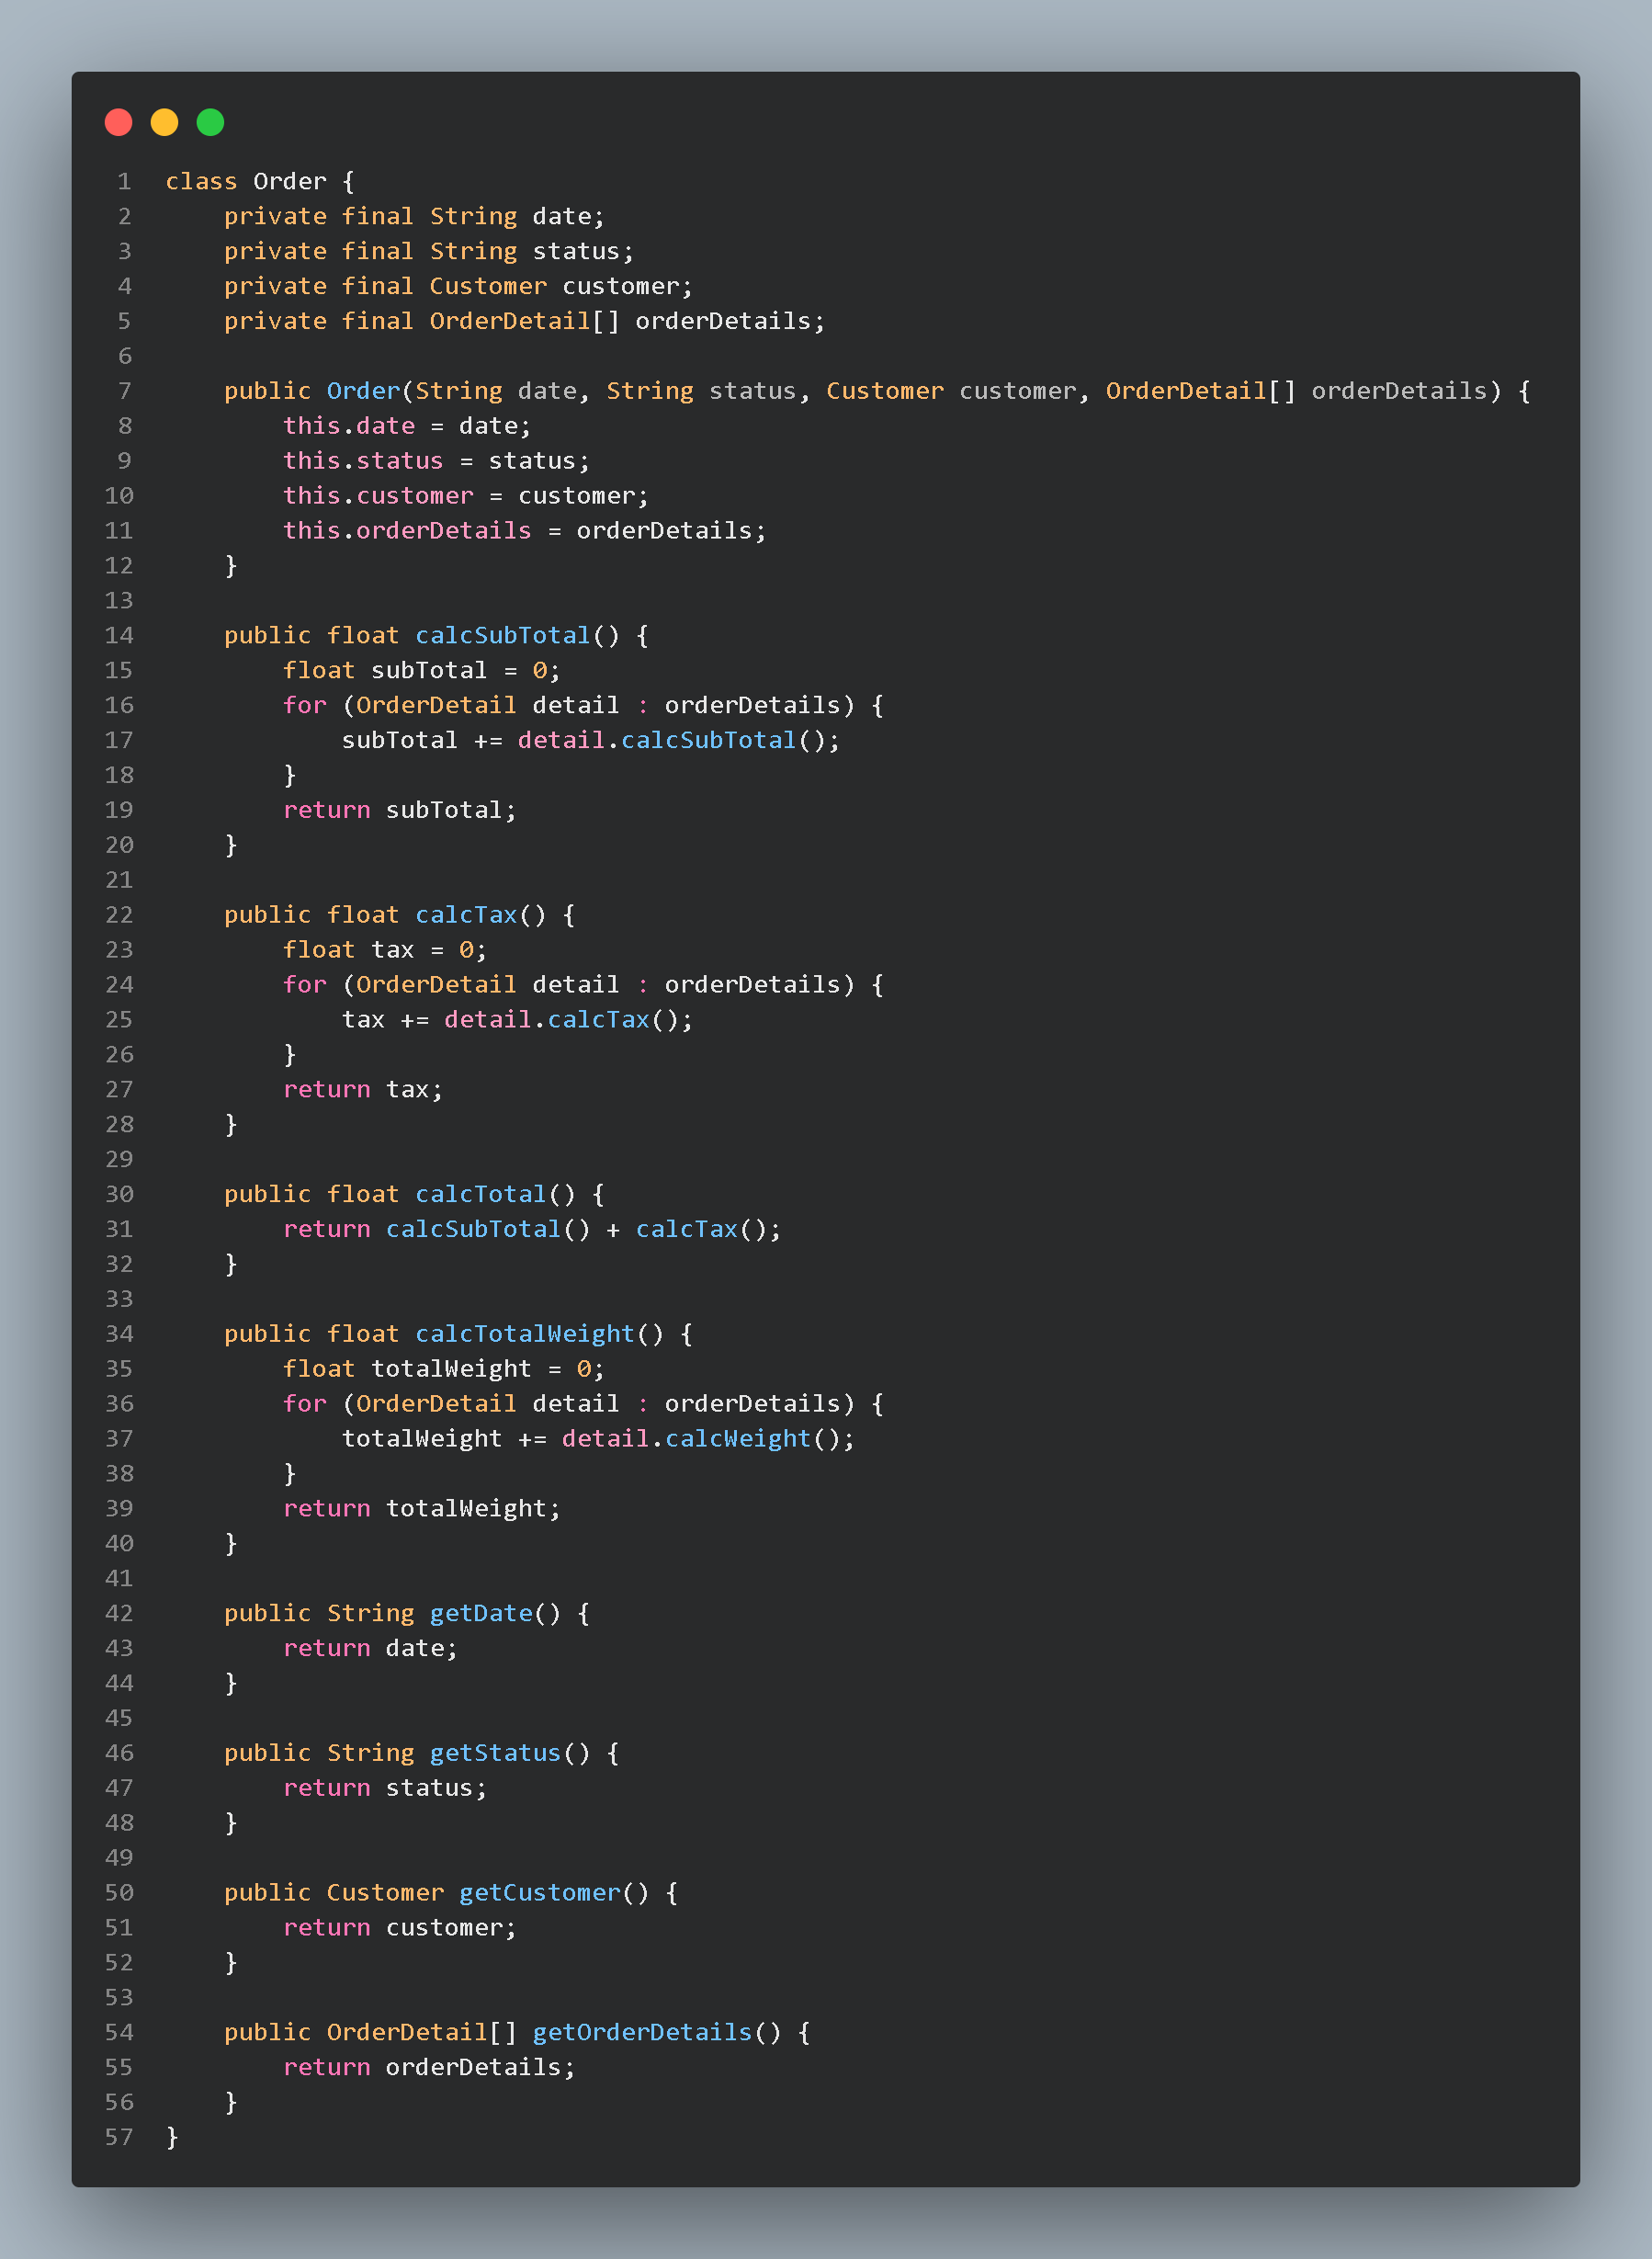 1 class Order {
2     private final String date;
3     private final String status;
4     private final Customer customer;
5     private final OrderDetail[] orderDetails;
6
7     public Order(String date, String status, Customer customer, OrderDetail[] orderDetails) {
8         this.date = date;
9         this.status = status;
10         this.customer = customer;
11         this.orderDetails = orderDetails;
12     }
13
14     public float calcSubTotal() {
15         float subTotal = 0;
16         for (OrderDetail detail : orderDetails) {
17             subTotal += detail.calcSubTotal();
18         }
19         return subTotal;
20     }
21
22     public float calcTax() {
23         float tax = 0;
24         for (OrderDetail detail : orderDetails) {
25             tax += detail.calcTax();
26         }
27         return tax;
28     }
29
30     public float calcTotal() {
31         return calcSubTotal() + calcTax();
32     }
33
34     public float calcTotalWeight() {
35         float totalWeight = 0;
36         for (OrderDetail detail : orderDetails) {
37             totalWeight += detail.calcWeight();
38         }
39         return totalWeight;
40     }
41
42     public String getDate() {
43         return date;
44     }
45
46     public String getStatus() {
47         return status;
48     }
49
50     public Customer getCustomer() {
51         return customer;
52     }
53
54     public OrderDetail[] getOrderDetails() {
55         return orderDetails;
56     }
57 }